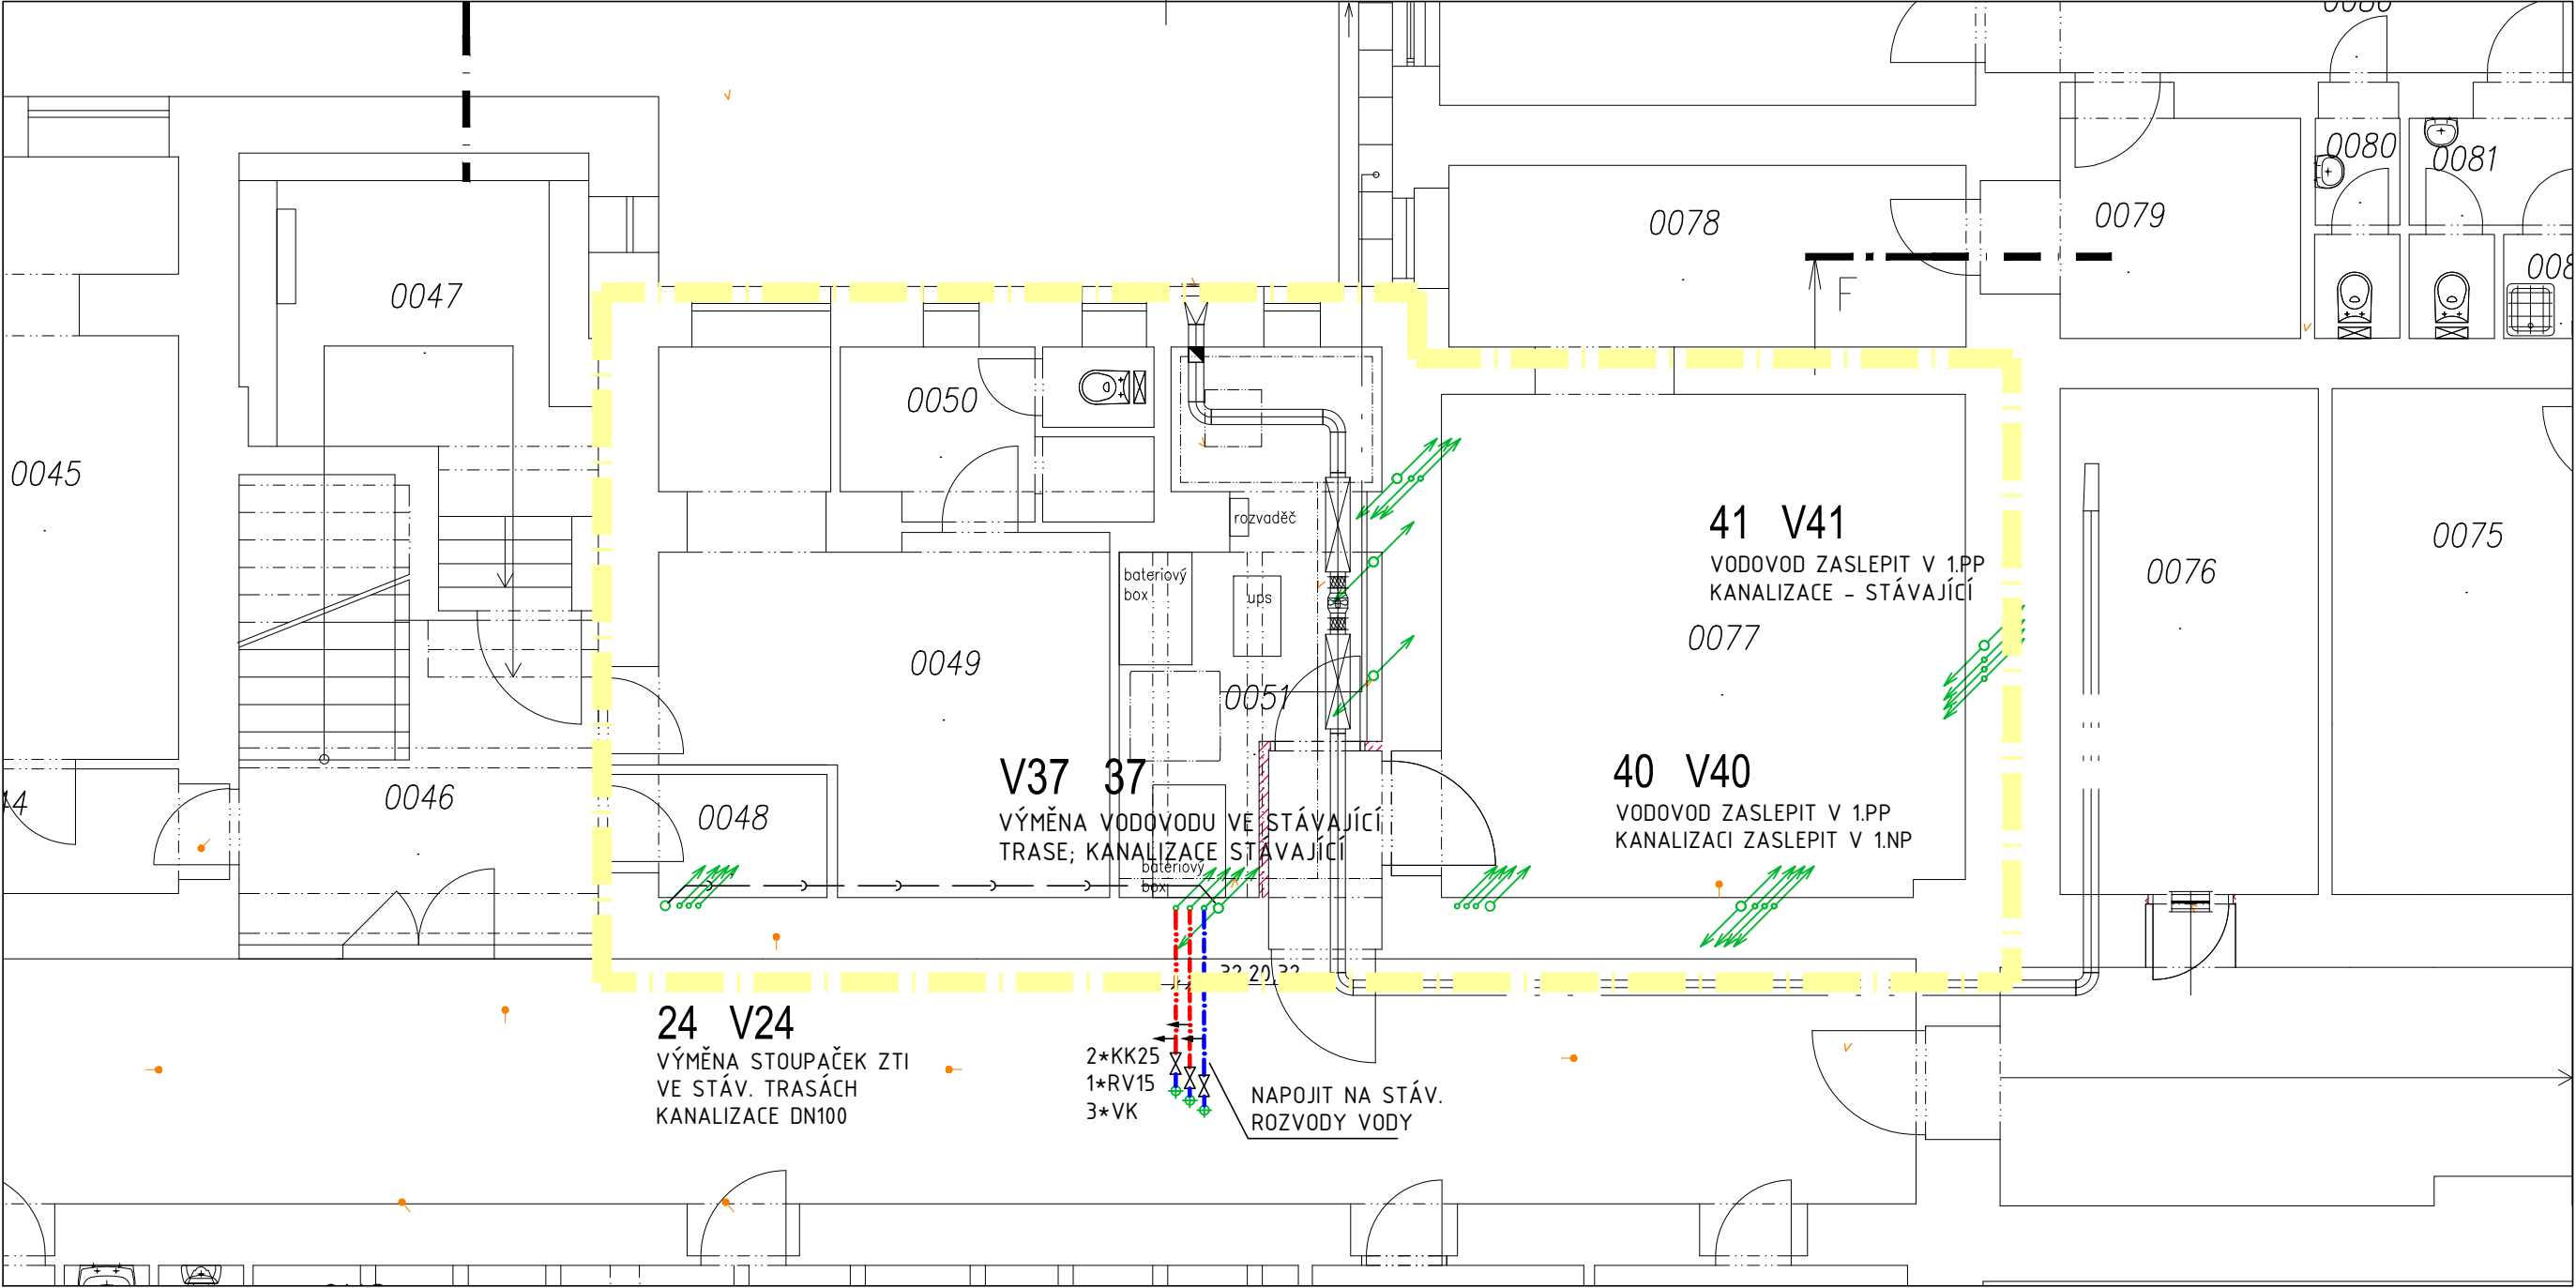 0080
0081
0078
0079
0047
0050
0045
rozvaděč
41 V41
VODOVOD ZASLEPIT V 1.PP
KANALIZACE - STÁVAJÍCÍ
0075
0076
bateriový
box
ups
0077
0049
0051
F
V37 37
VÝMĚNA VODOVODU VE STÁVAJÍCÍ
TRASE; KANALIZACE STÁVAJÍCÍ
40 V40
VODOVOD ZASLEPIT V 1.PP
KANALIZACI ZASLEPIT V 1.NP
0046
0048
bateriový
box
32 20 32
24 V24
VÝMĚNA STOUPAČEK ZTI
VE STÁV. TRASÁCH
KANALIZACE DN100
2*KK25
1*RV15
3*VK
NAPOJIT NA STÁV.
ROZVODY VODY